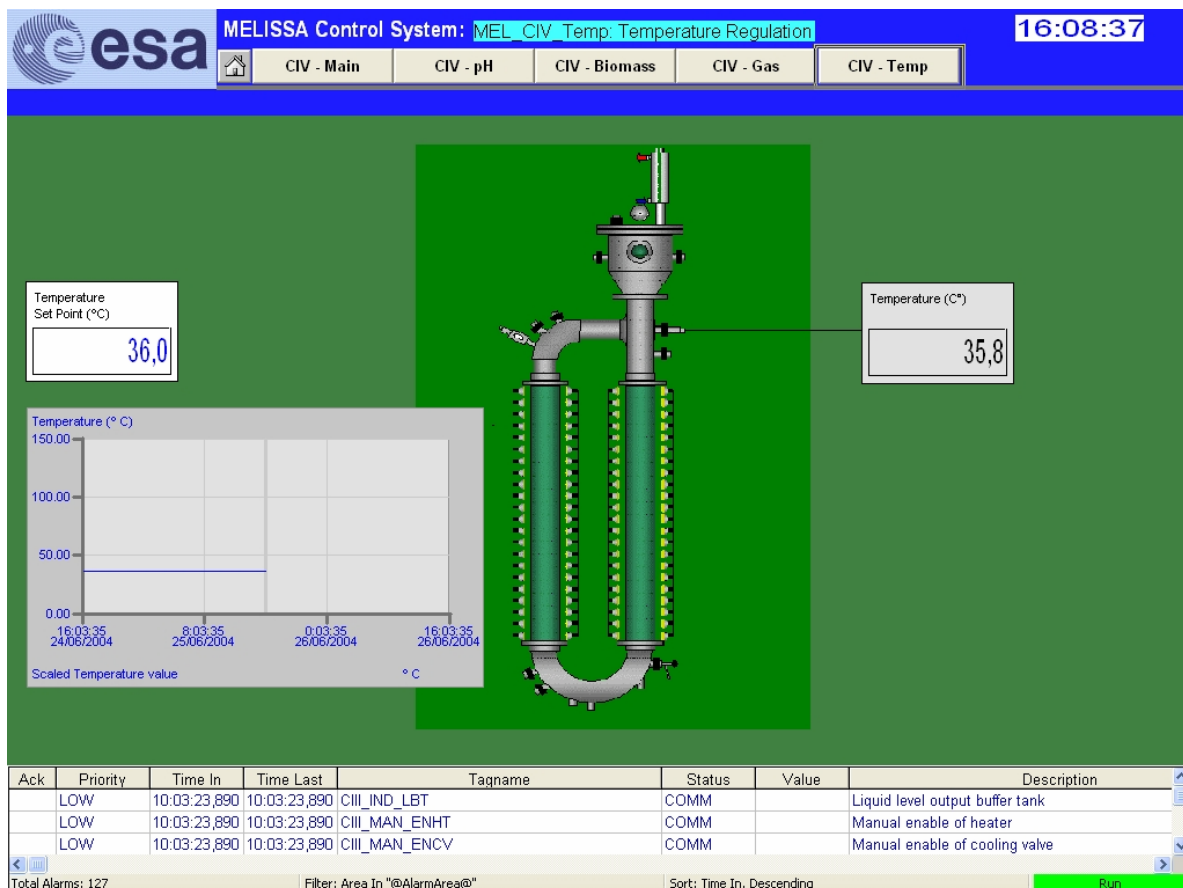 esa
MELISSA Control System: MEL_CIV_Temp: Temperature Regulation
16:08:37
CIV - Main
CIV - pH
CIV - Biomass
CIV - Gas
CIV - Temp
Temperature
Set Point (°C)
36,0
Temperature (C°)
35,8
Temperature (° C)
150.00
100.00
50.00
0.00
16:03:35 8:03:35 0:03:35 16:03:35
24/06/2004 25/06/2004 26/06/2004 26/06/2004
Scaled Temperature value ° C
Ack Priority Time In Time Last Tagname Status Value Description
LOW 10:03:23,890 10:03:23,890 CIII_IND_LBT COMM Liquid level output buffer tank
LOW 10:03:23,890 10:03:23,890 CIII_MAN_ENHT COMM Manual enable of heater
LOW 10:03:23,890 10:03:23,890 CIII_MAN_ENCV COMM Manual enable of cooling valve
Total Alarms: 127 Filter: Area In "@AlarmArea@" Sort: Time In, Descending Run